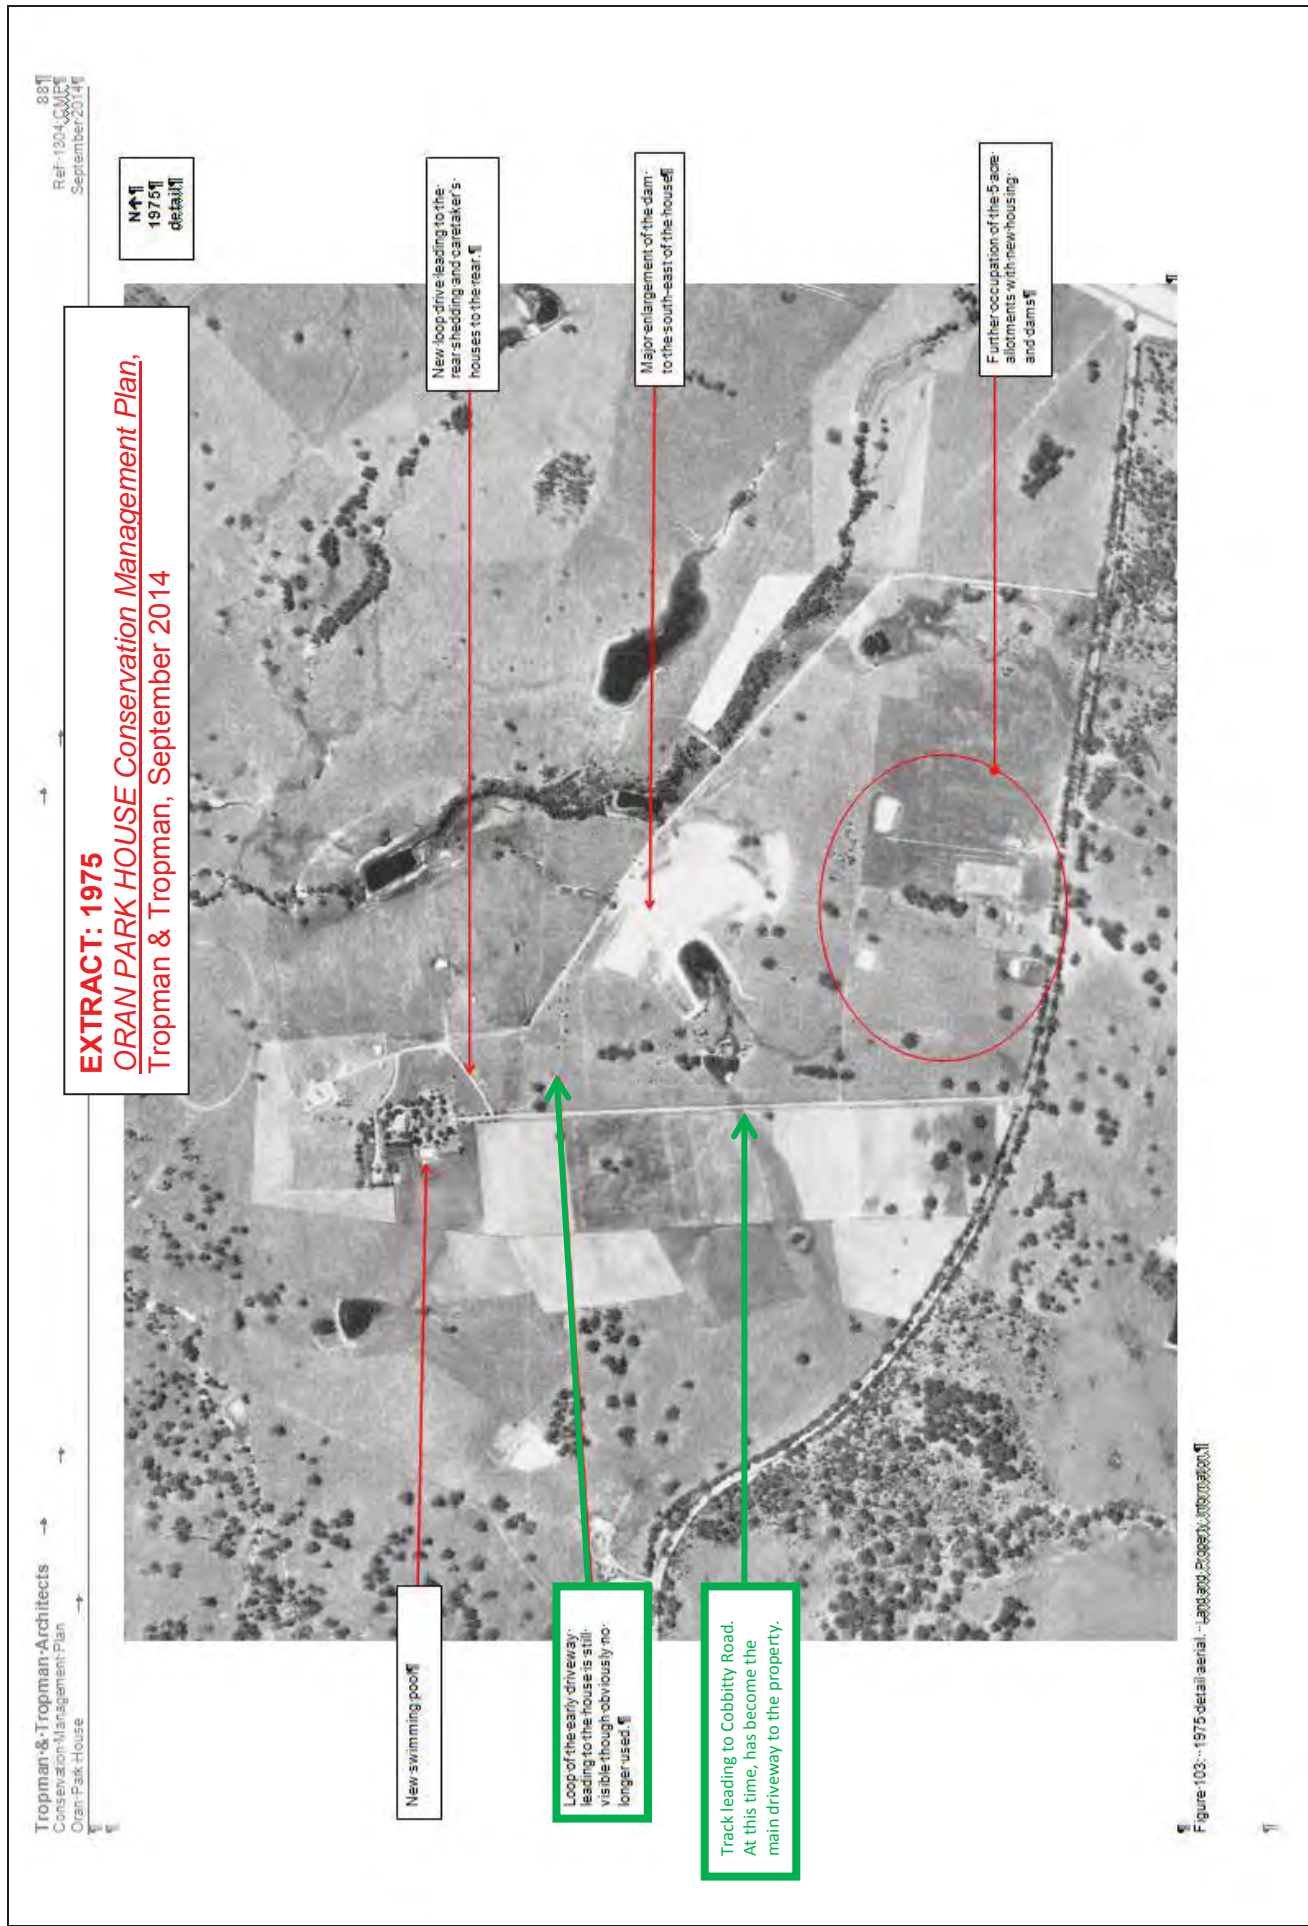 Tropman·&·Tropman·Architects
Conservation·Management·Plan
Oran·Park·House
→
→
→
→
→
88¶
Ref·:1304:CMP¶
September·2014¶
¶
¶
EXTRACT: 1975
ORAN PARK HOUSE Conservation Management Plan,
Tropman & Tropman, September 2014
N↑¶
1975¶
detail¶
New·loop·drive·leading·to·the·
rear·shedding·and·caretaker's·
houses·to·the·rear.¶
Major·enlargement·of·the·dam·
to·the·south-east·of·the·house¶
Further·occupation·of·the·5·acre·
allotments·with·new·housing·
and·dams¶
New·swimming·pool¶
Loop·of·the·early·driveway·
leading·to·the·house·is·still·
visible·though·obviously·no·
longer·used.¶
Track leading to Cobbitty Road.
At this time, has become the
main driveway to the property.
¶
¶
Figure·103:··1975·detail·aerial.··Land·and·Property·Information.¶
¶